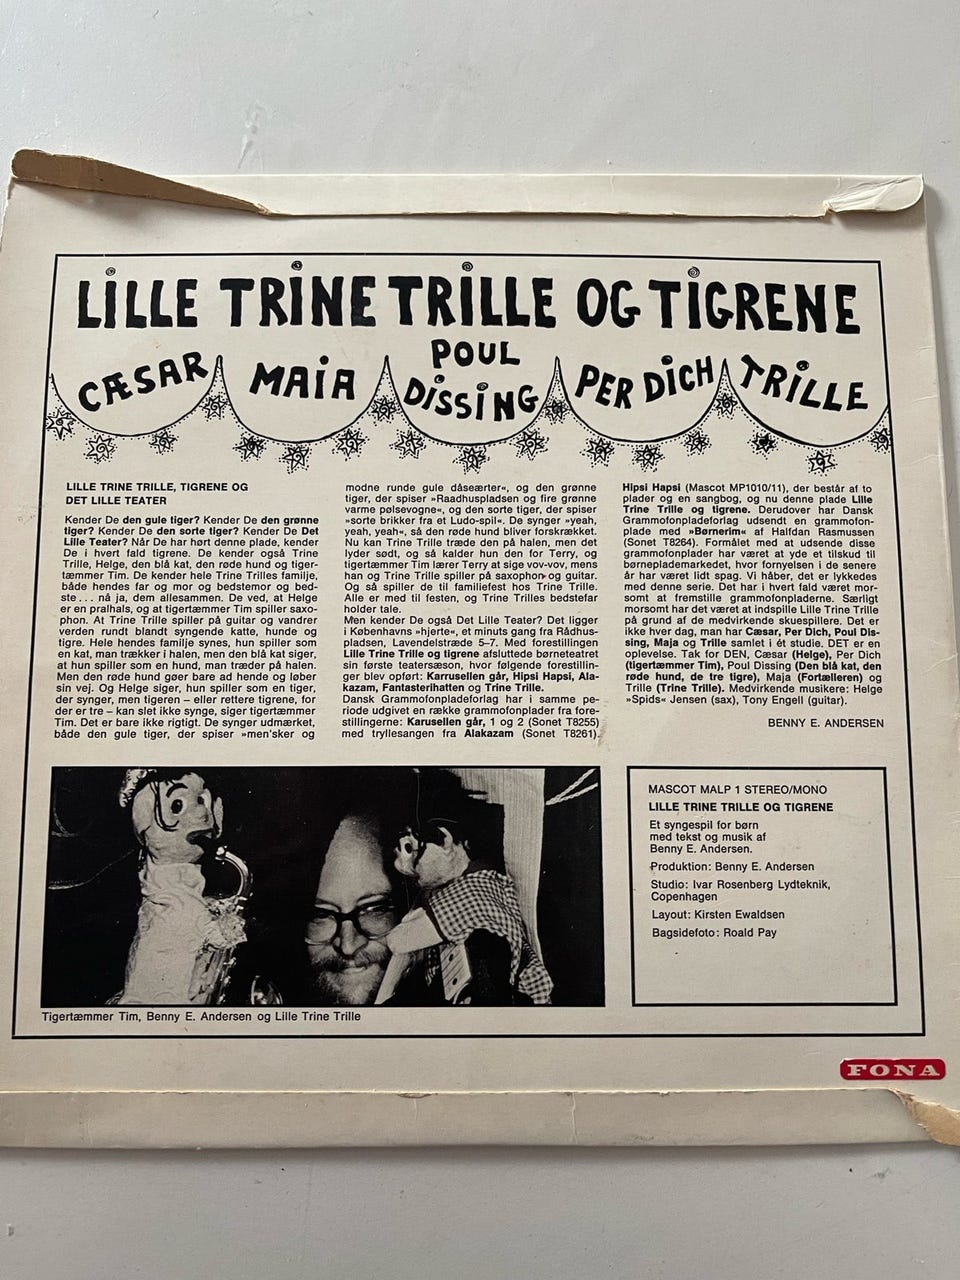 LILLE TRINE TRILLE OG TIGRENE
CÆSAR
MAIA
POUL
DISSING
PER DICH
TRILLE
LILLE TRINE TRILLE, TIGRENE OG
DET LILLE TEATER
Kender De den gule tiger? Kender De den grønne
tiger? Kender De den sorte tiger? Kender De Det
Lille Teater? Når De har hørt denne plade, kender
De i hvert fald tigrene. De kender også Trine
Trille, Helge, den blå kat, den røde hund og tiger-
tæmmer Tim. De kender hele Trine Trilles familje,
både hendes far og mor og bedstemor og bed-
ste ... nå ja, dem allesammen. De ved, at Helge
er en pralhals, og at tigertæmmer Tim spiller saxo-
phon. At Trine Trille spiller på guitar og vandrer
verden rundt blandt syngende katte, hunde og
tigre. Hele hendes familie synes, hun spiller som
en kat, man trækker i halen, men den blå kat siger,
at hun spiller som en hund, man træder på halen.
Men den røde hund gøer bare ad hende og løber
sin vej. Og Helge siger, hun spiller som en tiger,
der synger, men tigeren – eller rettere tigrene, for
der er tre – kan slet ikke synge, siger tigertæmmer
Tim. Det er bare ikke rigtigt. De synger udmærket,
både den gule tiger, der spiser »men'sker og
modne runde gule dåseærter«, og den grønne
tiger, der spiser »Raadhuspladsen og fire grønne
varme pølsevogne«, og den sorte tiger, der spiser
»sorte brikker fra et Ludo-spil«. De synger »yeah,
yeah, yeah«, så den røde hund bliver forskrækket.
Nu kan Trine Trille træde den på halen, men det
lyder sødt, og så kalder hun den for Terry, og
tigertæmmer Tim lærer Terry at sige vov-vov, mens
han og Trine Trille spiller på saxophon og guitar.
Og så spiller de til familiefest hos Trine Trille.
Alle er med til festen, og Trine Trilles bedstefar
holder tale.
Men kender De også Det Lille Teater? Det ligger
i Københavns »hjerte«, et minuts gang fra Rådhus-
pladsen, Lavendelstræde 5–7. Med forestillingen
Lille Trine Trille og tigrene afsluttede børneteatret
sin første teatersæson, hvor følgende forestillin-
ger blev opført: Karrusellen går, Hipsi Hapsi, Ala-
kazam, Fantasterihatten og Trine Trille.
Dansk Grammofonpladeforlag har i samme pe-
riode udgivet en række grammofonplader fra fore-
stillingerne: Karusellen går, 1 og 2 (Sonet T8255)
med tryllesangen fra Alakazam (Sonet T8261).
Hipsi Hapsi (Mascot MP1010/11), der består af to
plader og en sangbog, og nu denne plade Lille
Trine Trille og tigrene. Derudover har Dansk
Grammofonpladeforlag udsendt en grammofon-
plade med »Børnerim« af Halfdan Rasmussen
(Sonet T8264). Formålet med at udsende disse
grammofonplader har været at yde et tilskud til
børneplademarkedet, hvor fornyelsen i de senere
år har været lidt spag. Vi håber, det er lykkedes
med denne serie. Det har i hvert fald været mor-
somt at fremstille grammofonpladerne. Særligt
morsomt har det været at indspille Lille Trine Trille
på grund af de medvirkende skuespillere. Det er
ikke hver dag, man har Cæsar, Per Dich, Poul Dis-
sing, Maja og Trille samlet i ét studie. DET er en
oplevelse. Tak for DEN, Cæsar (Helge), Per Dich
(tigertæmmer Tim), Poul Dissing (Den blå kat, den
røde hund, de tre tigre), Maja (Fortælleren) og
Trille (Trine Trille). Medvirkende musikere: Helge
»Spids« Jensen (sax), Tony Engell (guitar).
BENNY E. ANDERSEN
Tigertæmmer Tim, Benny E. Andersen og Lille Trine Trille
MASCOT MALP 1 STEREO/MONO
LILLE TRINE TRILLE OG TIGRENE
Et syngespil for børn
med tekst og musik af
Benny E. Andersen.
Produktion: Benny E. Andersen
Studio: Ivar Rosenberg Lydteknik,
Copenhagen
Layout: Kirsten Ewaldsen
Bagsidefoto: Roald Pay
FONA